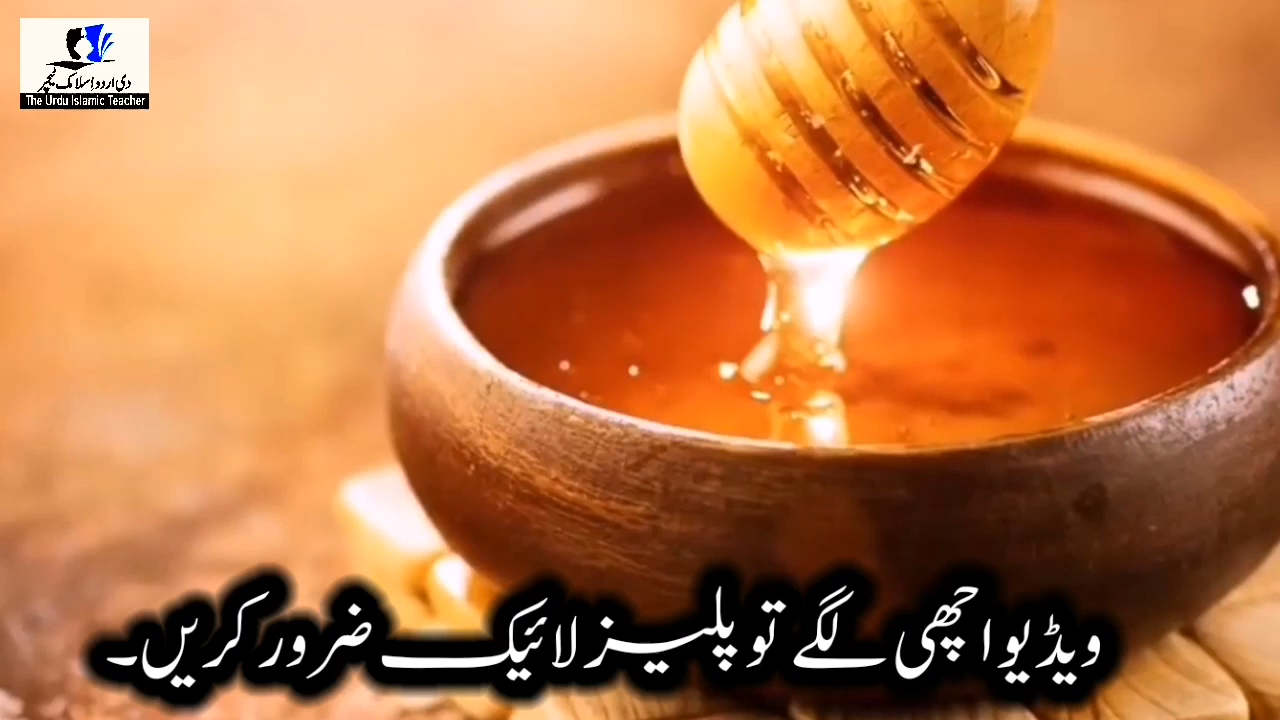 دی اردو اسلامک ٹیچر
The Urdu Islamic Teacher
ویڈیو اچھی لگے تو پلیز لائیک ضرور کریں۔